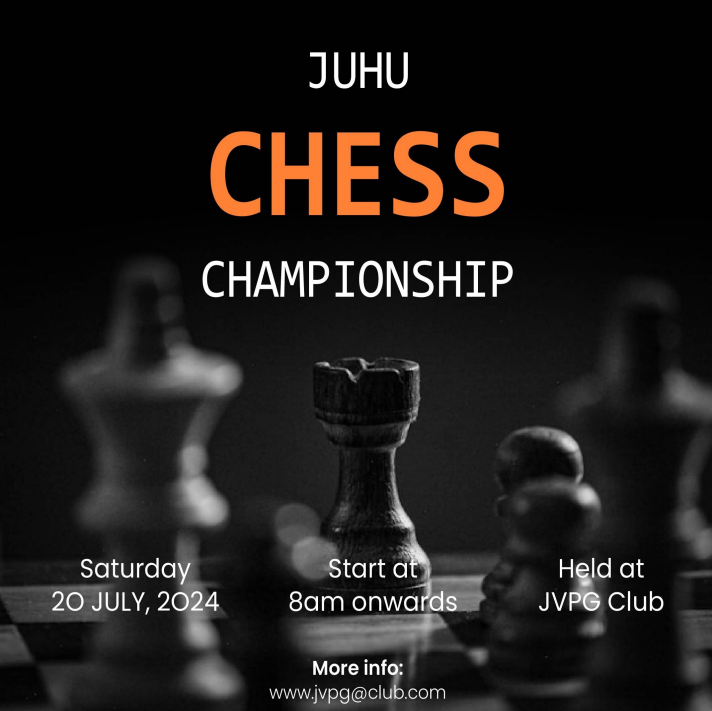 JUHU
CHESS
CHAMPIONSHIP
Saturday
20 JULY, 2024
Start at
8am onwards
Held at
JVPG Club
More info:
www.jvpg@club.com